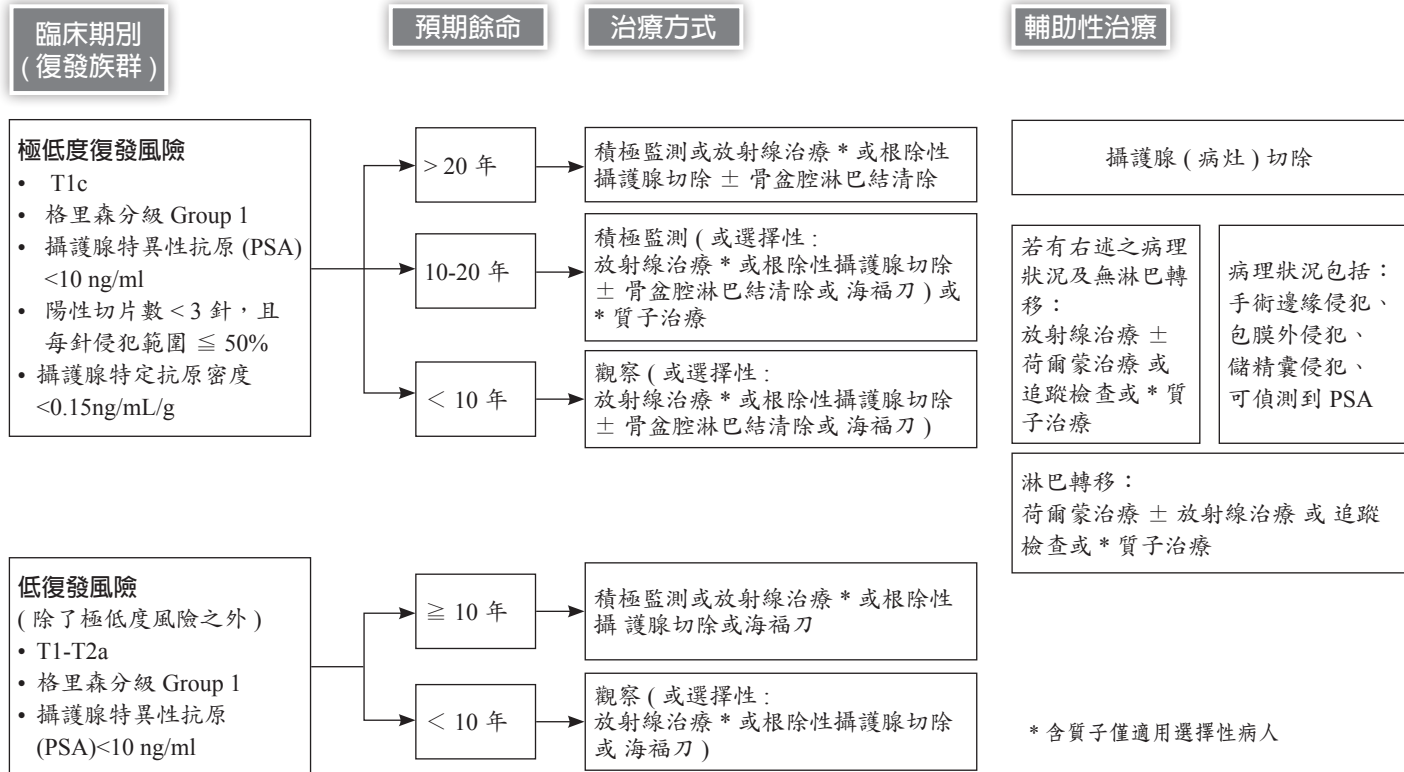 臨床期別
( 復發族群 )
預期餘命
治療方式
輔助性治療
極低度復發風險
• T1c
• 格里森分級 Group 1
• 攝護腺特異性抗原 (PSA)
<10 ng/ml
• 陽性切片數 < 3 針，且
每針侵犯範圍 ≦ 50%
• 攝護腺特定抗原密度
<0.15ng/mL/g
> 20 年
積極監測或放射線治療 * 或根除性
攝護腺切除 ± 骨盆腔淋巴結清除
10-20 年
積極監測 ( 或選擇性 :
放射線治療 * 或根除性攝護腺切除
± 骨盆腔淋巴結清除或 海福刀 ) 或
* 質子治療
< 10 年
觀察 ( 或選擇性 :
放射線治療 * 或根除性攝護腺切除
± 骨盆腔淋巴結清除或 海福刀 )
攝護腺 ( 病灶 ) 切除
若有右述之病理
狀況及無淋巴轉
移：
放射線治療 ±
荷爾蒙治療 或
追蹤檢查或 * 質
子治療
病理狀況包括：
手術邊緣侵犯、
包膜外侵犯、
儲精囊侵犯、
可偵測到 PSA
淋巴轉移：
荷爾蒙治療 ± 放射線治療 或 追蹤
檢查或 * 質子治療
低復發風險
( 除了極低度風險之外 )
• T1-T2a
• 格里森分級 Group 1
• 攝護腺特異性抗原
(PSA)<10 ng/ml
≧ 10 年
積極監測或放射線治療 * 或根除性
攝 護腺切除或海福刀
< 10 年
觀察 ( 或選擇性 :
放射線治療 * 或根除性攝護腺切除
或 海福刀 )
* 含質子僅適用選擇性病人